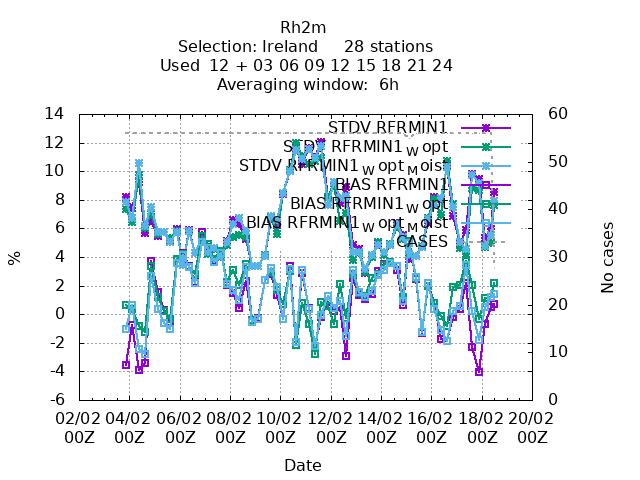 Rh2m
Selection: Ireland 28 stations
Used 12 + 03 06 09 12 15 18 21 24
Averaging window: 6h
14
12
10
8
6
4
2
0
-2
-4
-6
%
60
50
40
30
20
10
0
No cases
STDV RFRMIN1
STDV RFRMIN1_W opt
STDV RFRMIN1_W opt_M oist
BIAS RFRMIN1
BIAS RFRMIN1_W opt
BIAS RFRMIN1_W opt_M oist
CASES
02/02 04/02 06/02 08/02 10/02 12/02 14/02 16/02 18/02 20/02
00Z 00Z 00Z 00Z 00Z 00Z 00Z 00Z 00Z 00Z
Date